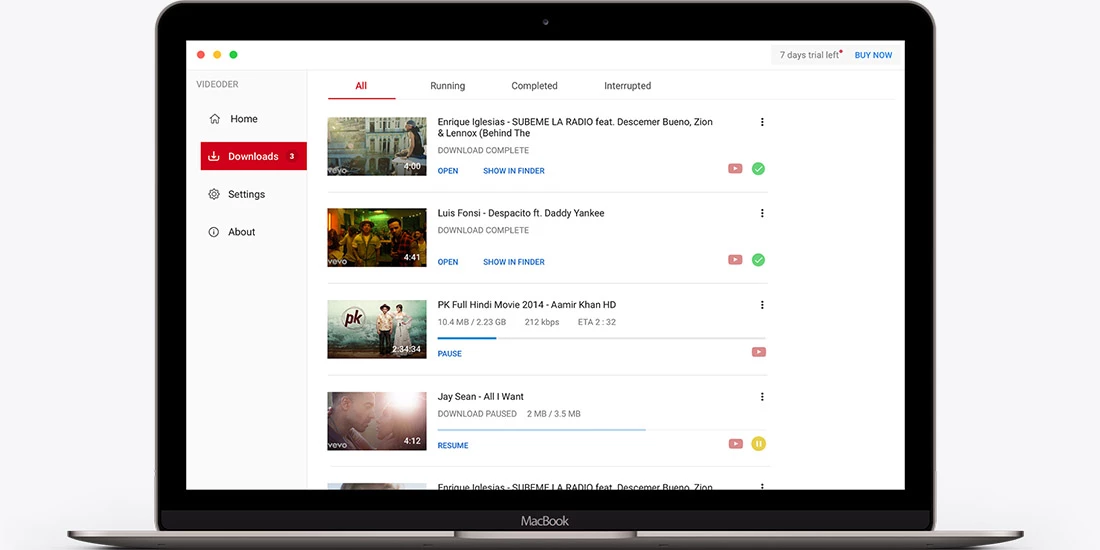 7 days trial left
BUY NOW
VIDEODER
Home
Downloads 3
Settings
About
All
Running
Completed
Interrupted
Enrique Iglesias - SUBEME LA RADIO feat. Descemer Bueno, Zion
& Lennox (Behind The
DOWNLOAD COMPLETE
4:00
vevo
OPEN
SHOW IN FINDER
Luis Fonsi - Despacito ft. Daddy Yankee
DOWNLOAD COMPLETE
4:41
vevo
OPEN
SHOW IN FINDER
PK Full Hindi Movie 2014 - Aamir Khan HD
pk
10.4 MB / 2.23 GB 212 kbps ETA 2 : 32
2:34:34
PAUSE
Jay Sean - All I Want
DOWNLOAD PAUSED 2 MB / 3.5 MB
4:12
vevo
RESUME
Enrique Iglesias - SUBEME LA RADIO feat. Descemer Bueno, Zion
MacBook